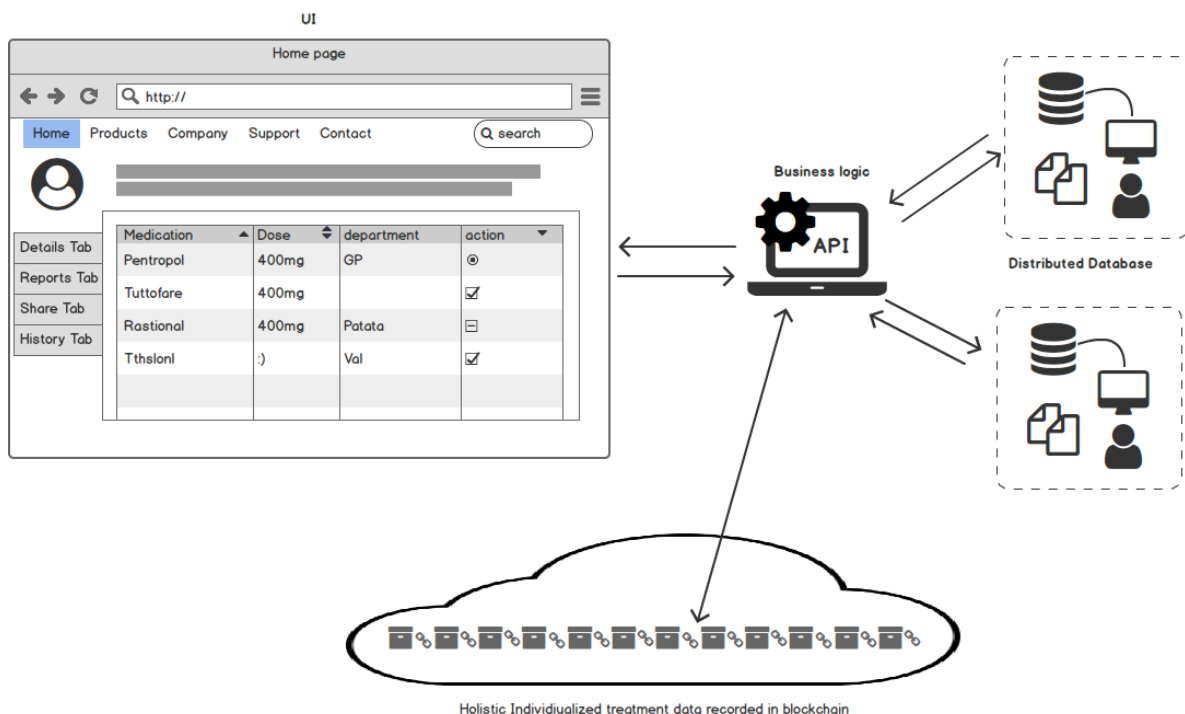 UI
Home page
http://
Home Products Company Support Contact search
Details Tab
Reports Tab
Share Tab
History Tab
Medication Dose department action
Pentropol 400mg GP
Tuttofare 400mg
Rastional 400mg Patata
Tthslonl :) Val
Business logic
API
Distributed Database
Holistic Individiualized treatment data recorded in blockchain